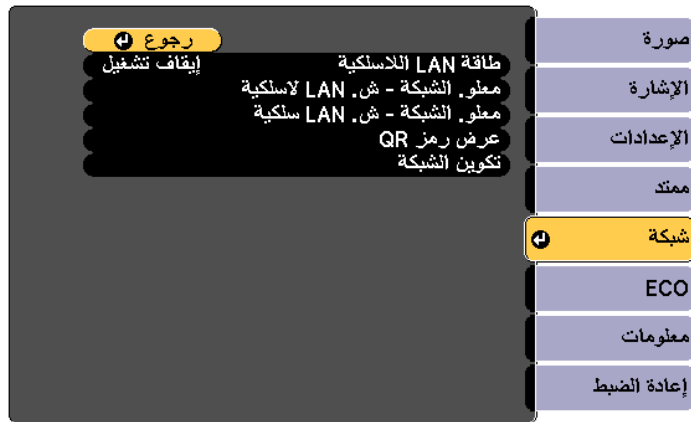 صورة
الإشارة
الإعدادات
ممتد
شبكة
ECO
معلومات
إعادة الضبط
رجوع
طاقة LAN اللاسلكية إيقاف تشغيل
معلو. الشبكة - ش. LAN لاسلكية
معلو. الشبكة - ش. LAN سلكية
عرض رمز QR
تكوين الشبكة